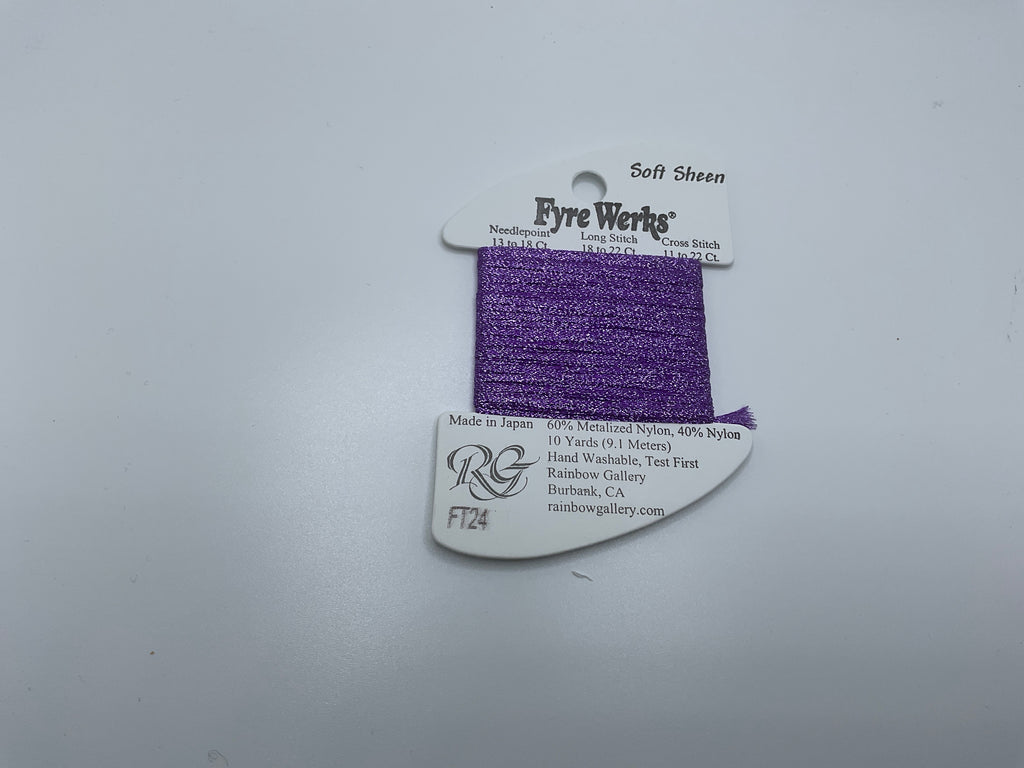 Soft Sheen
Fyre Werks®
Needlepoint Long Stitch Cross Stitch
13 to 18 Ct. 18 to 22 Ct. 11 to 22 Ct.
Made in Japan 60% Metalized Nylon, 40% Nylon
10 Yards (9.1 Meters)
Hand Washable, Test First
RG Rainbow Gallery
Burbank, CA
FT24 rainbowgallery.com